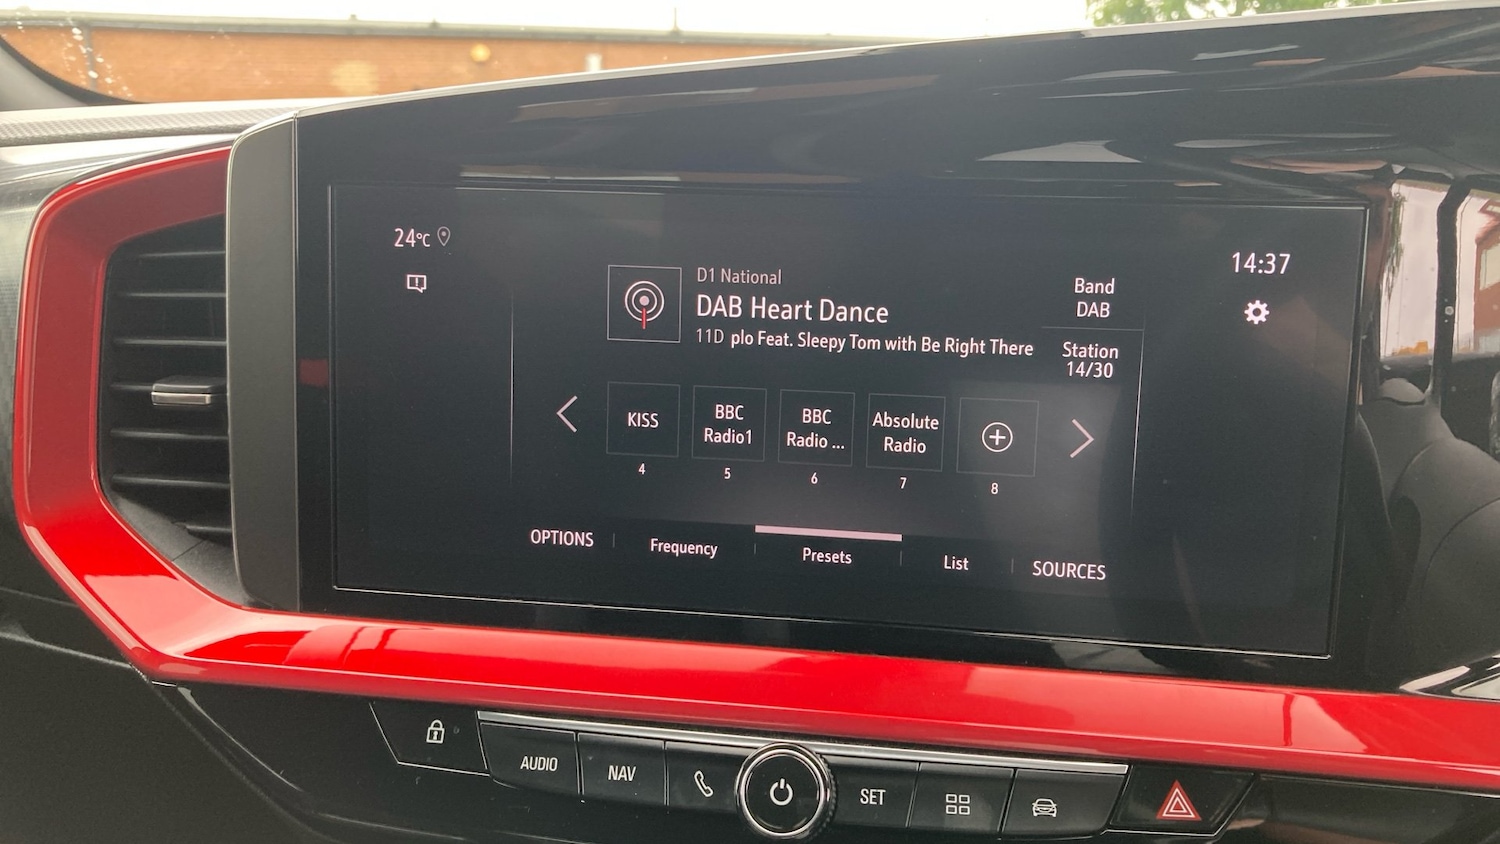 24°C
14:37
D1 National
DAB Heart Dance
11D plo Feat. Sleepy Tom with Be Right There
Band
DAB
Station
14/30
KISS
BBC
Radio1
BBC
Radio ...
Absolute
Radio
4
5
6
7
8
OPTIONS
Frequency
Presets
List
SOURCES
AUDIO
NAV
SET